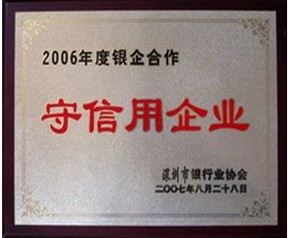 2006年度银企合作
守信用企业
深圳市银行业协会
二〇〇七年八月二十八日